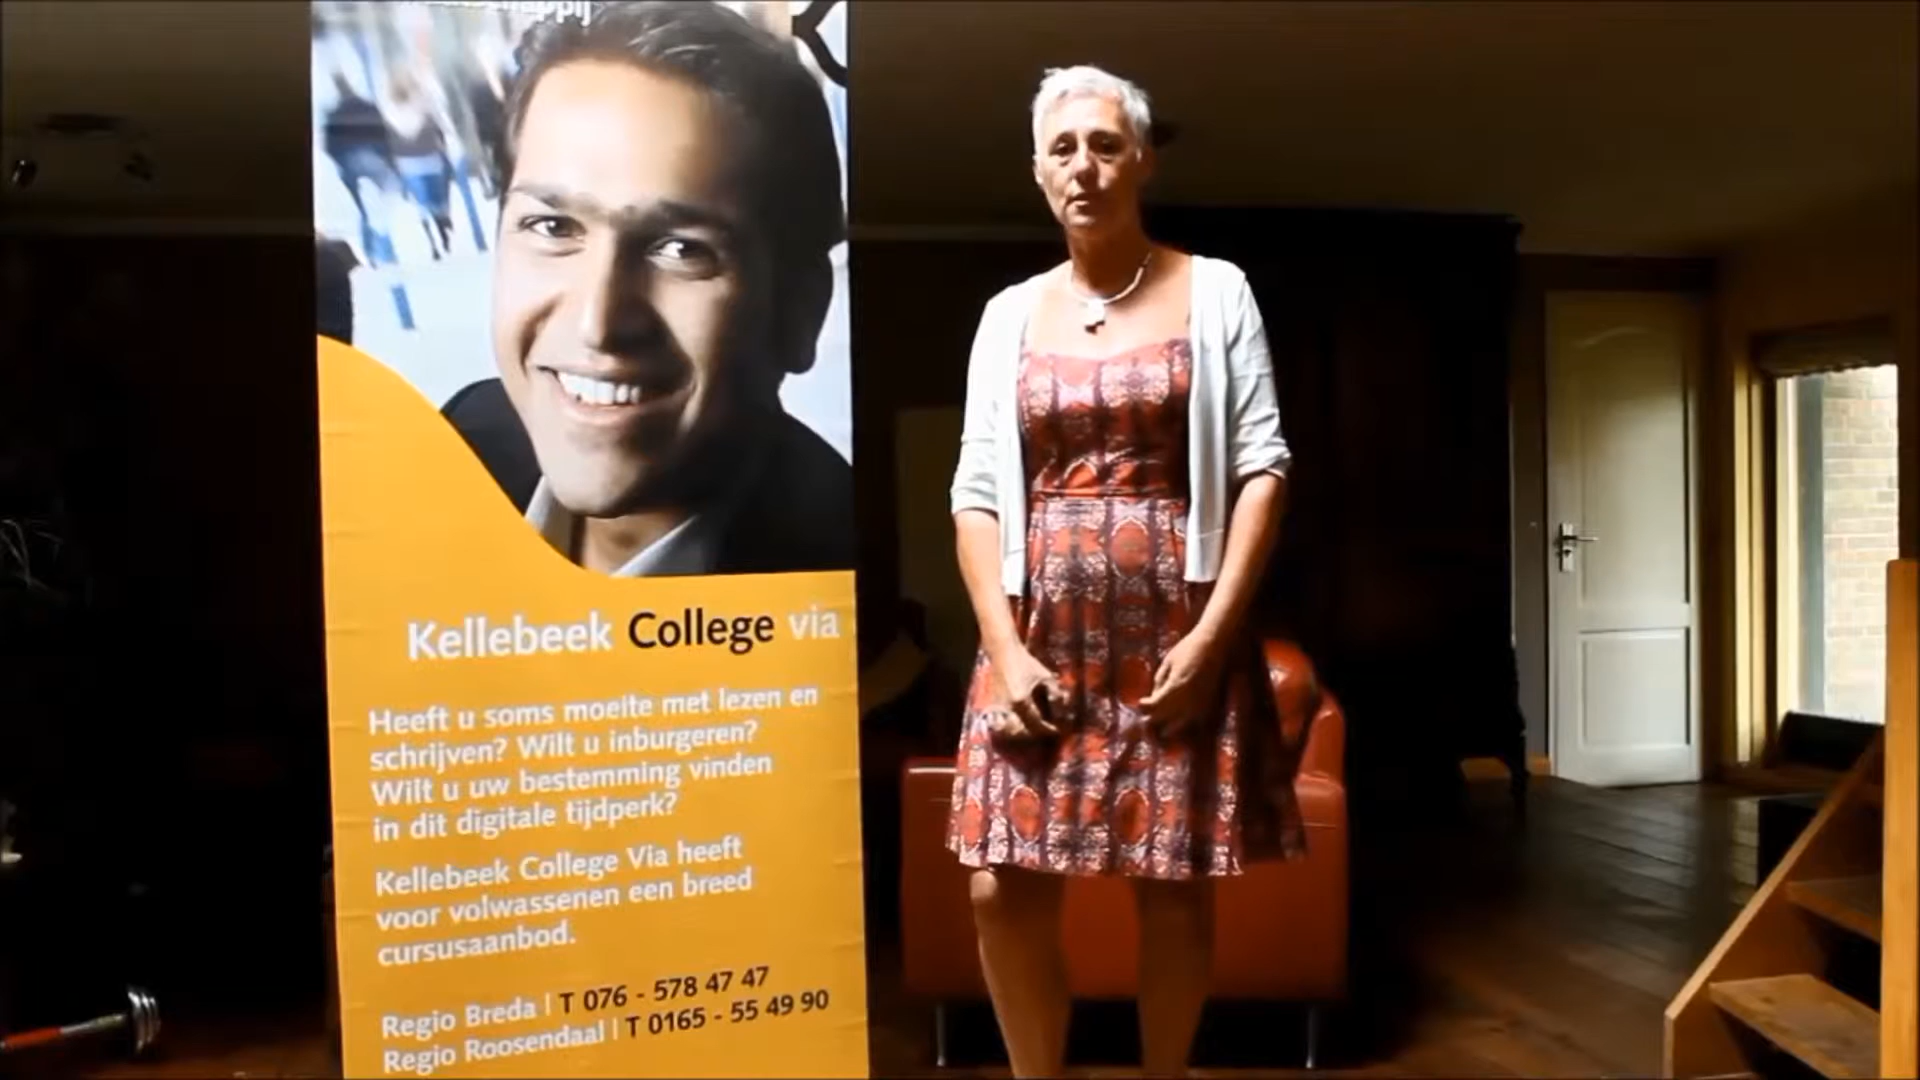 Kellebeek College via
Heeft u soms moeite met lezen en
schrijven? Wilt u inburgeren?
Wilt u uw bestemming vinden
in dit digitale tijdperk?
Kellebeek College Via heeft
voor volwassenen een breed
cursusaanbod.
Regio Breda | T 076 - 578 47 47
Regio Roosendaal | T 0165 - 55 49 90